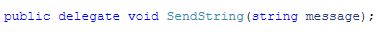 public delegate void SendString(string message);